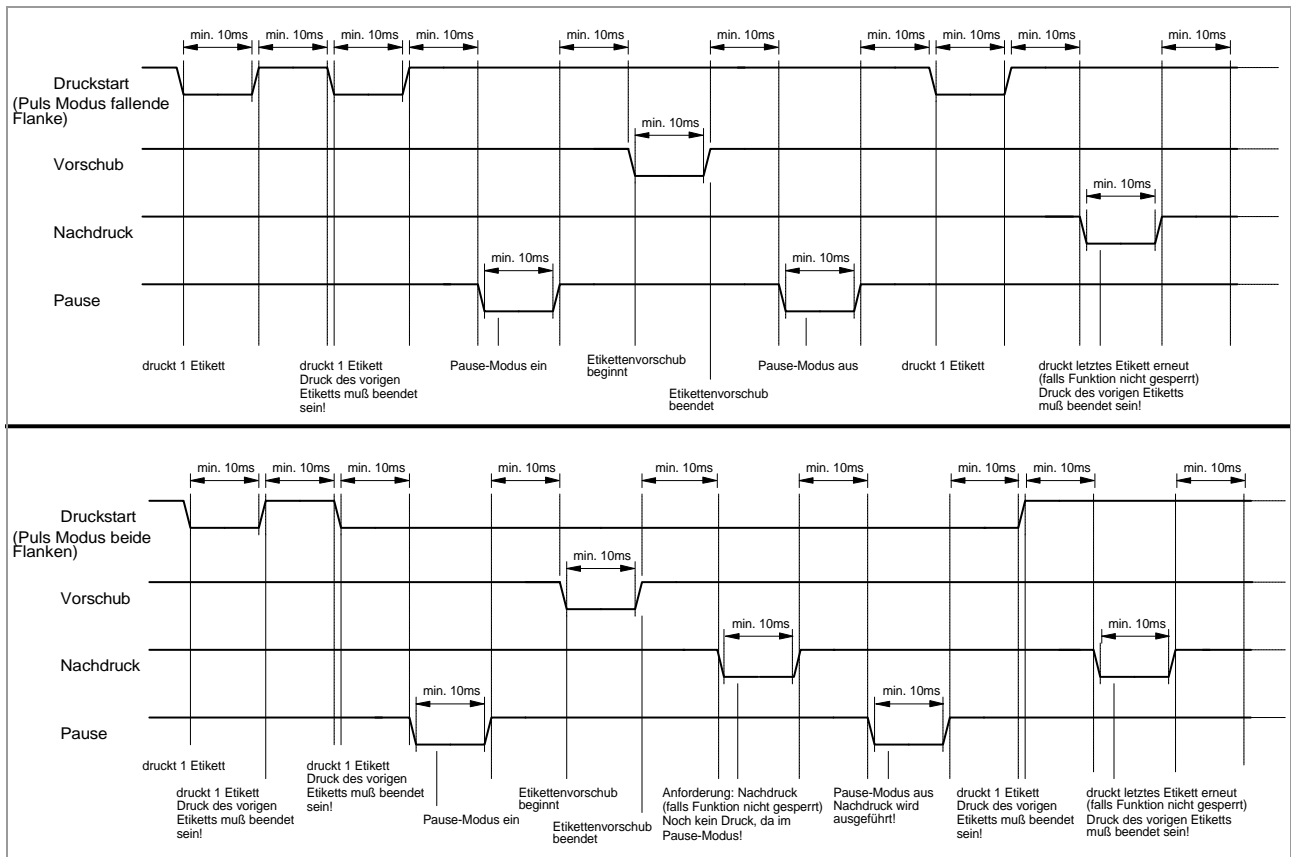 min. 10ms min. 10ms min. 10ms min. 10ms min. 10ms min. 10ms min. 10ms min. 10ms min. 10ms min. 10ms
Druckstart
(Puls Modus fallende
Flanke)
min. 10ms
Vorschub
min. 10ms
Nachdruck
min. 10ms min. 10ms
Pause
druckt 1 Etikett
druckt 1 Etikett
Druck des vorigen
Etiketts muß beendet
sein!
Pause-Modus ein
Etikettenvorschub
beginnt
Etikettenvorschub
beendet
Pause-Modus aus
druckt 1 Etikett
druckt letztes Etikett erneut
(falls Funktion nicht gesperrt)
Druck des vorigen Etiketts
muß beendet sein!
min. 10ms min. 10ms min. 10ms min. 10ms min. 10ms min. 10ms min. 10ms min. 10ms min. 10ms
Druckstart
(Puls Modus beide
Flanken)
min. 10ms
Vorschub
min. 10ms min. 10ms
Nachdruck
min. 10ms min. 10ms
Pause
druckt 1 Etikett
druckt 1 Etikett
Druck des vorigen
Etiketts muß beendet
sein!
druckt 1 Etikett
Druck des vorigen
Etiketts muß beendet
sein!
Pause-Modus ein
Etikettenvorschub
beginnt
Etikettenvorschub
beendet
Anforderung: Nachdruck
(falls Funktion nicht gesperrt)
Noch kein Druck, da im
Pause-Modus!
Pause-Modus aus
Nachdruck wird
ausgeführt!
druckt 1 Etikett
Druck des vorigen
Etiketts muß beendet
sein!
druckt letztes Etikett erneut
(falls Funktion nicht gesperrt)
Druck des vorigen Etiketts
muß beendet sein!